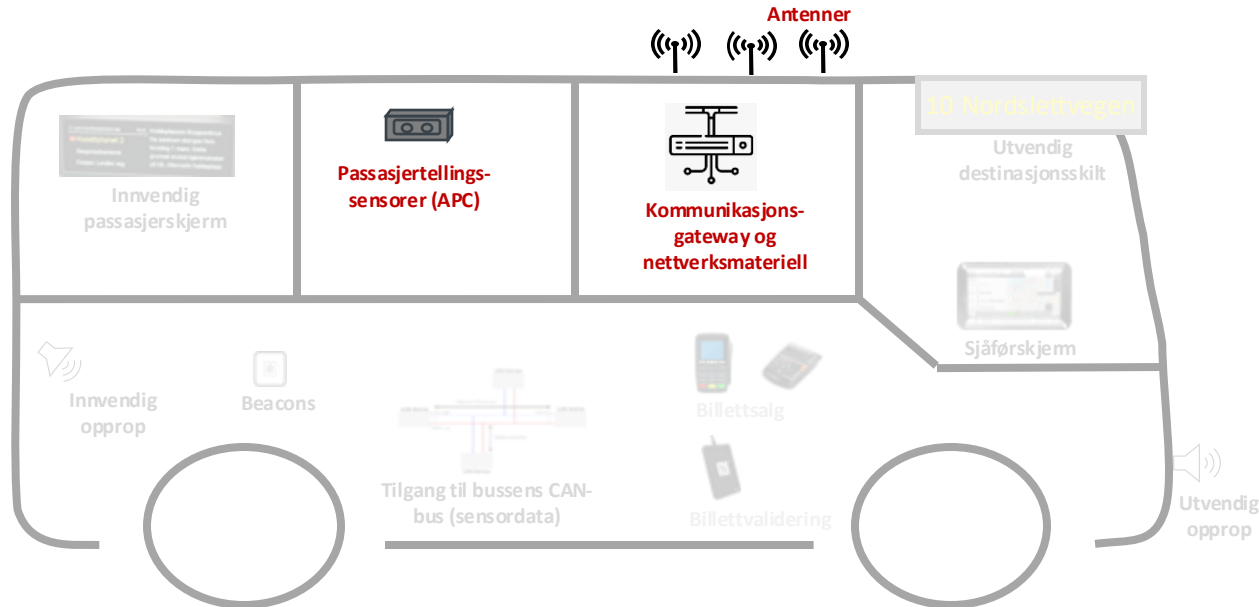 Antenner
10 Nordslettvegen
Utvendig
destinasjonsskilt
Innvendig
passasjerskjerm
Passasjertellings-
sensorer (APC)
Kommunikasjons-
gateway og
nettverksmateriell
Sjåførskjerm
Innvendig
opprop
Beacons
Tilgang til bussens CAN-
bus (sensordata)
Billettsalg
Billettvalidering
Utvendig
opprop